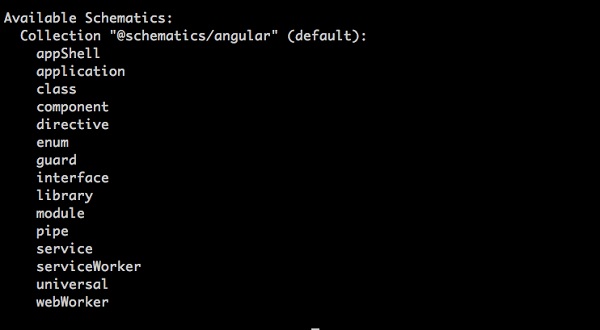 Available Schematics:
Collection "@schematics/angular" (default):
appShell
application
class
component
directive
enum
guard
interface
library
module
pipe
service
serviceWorker
universal
webWorker